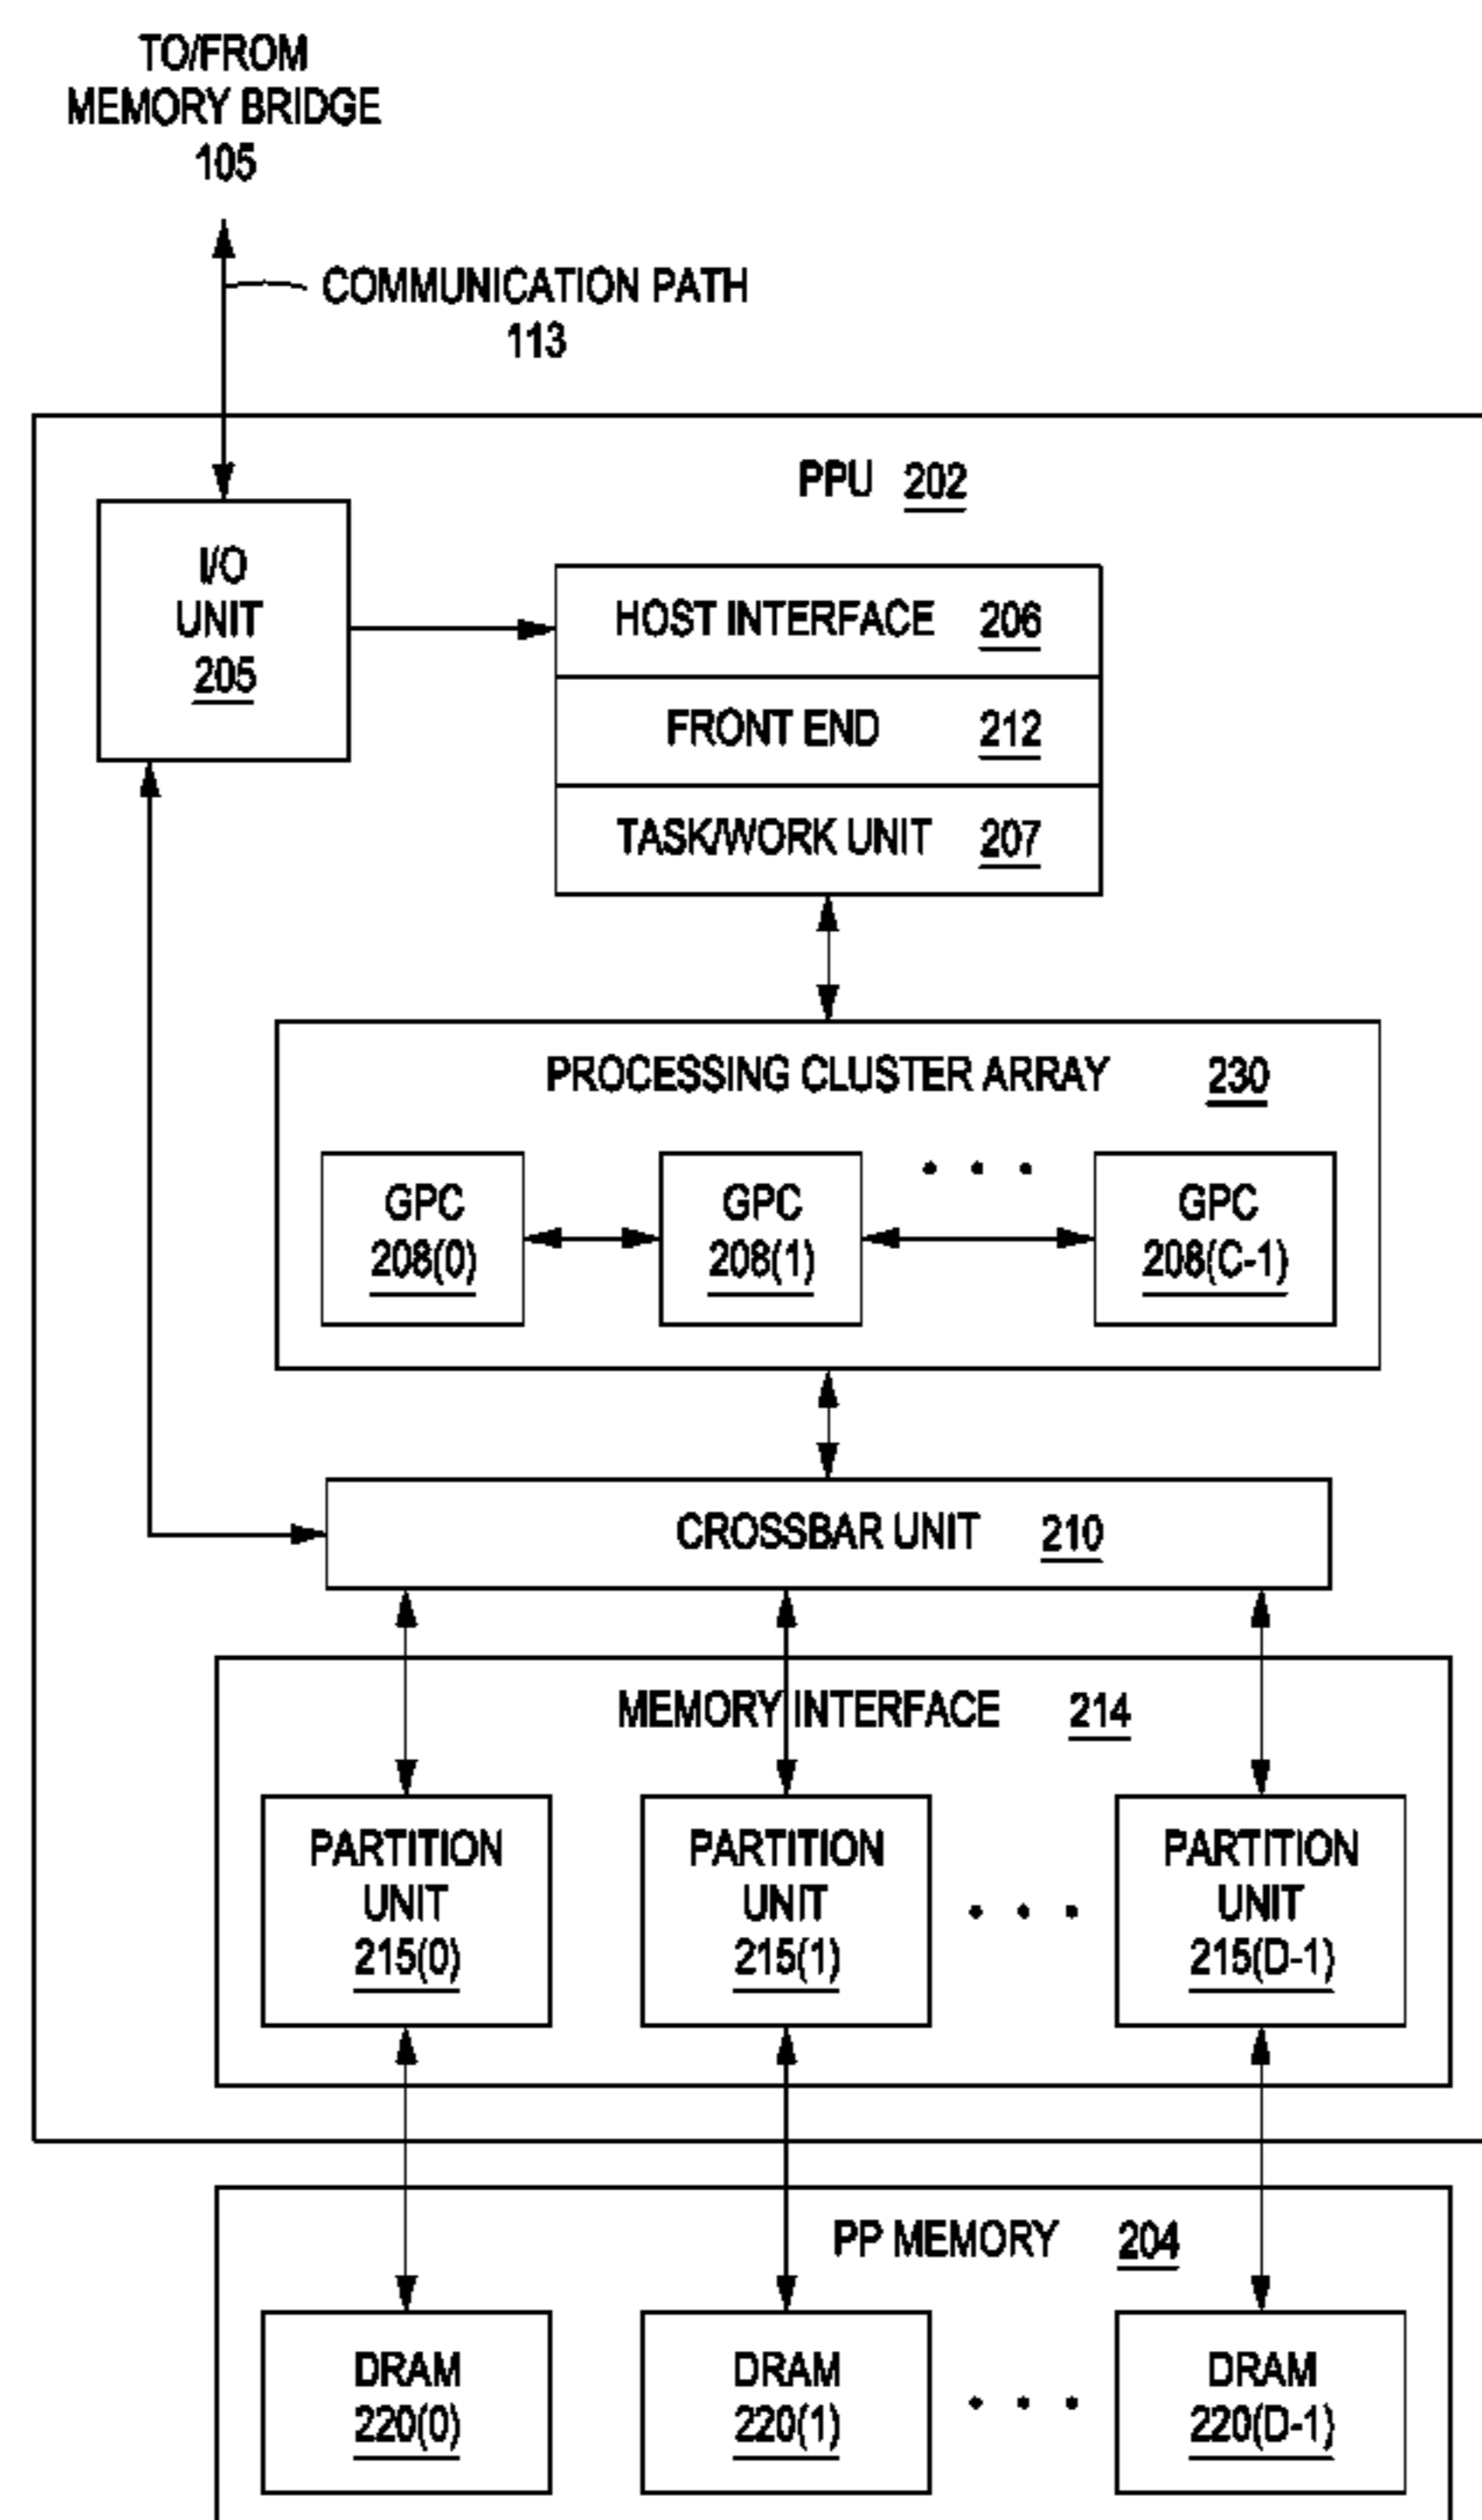 TO/FROM
MEMORY BRIDGE
105
COMMUNICATION PATH
113
PPU 202
I/O
UNIT
205
HOST INTERFACE 206
FRONT END 212
TASK/WORK UNIT 207
PROCESSING CLUSTER ARRAY 230
GPC
208(0)
GPC
208(1)
• • •
GPC
208(C-1)
CROSSBAR UNIT 210
MEMORY INTERFACE 214
PARTITION
UNIT
215(0)
PARTITION
UNIT
215(1)
• • •
PARTITION
UNIT
215(D-1)
PP MEMORY 204
DRAM
220(0)
DRAM
220(1)
• • •
DRAM
220(D-1)